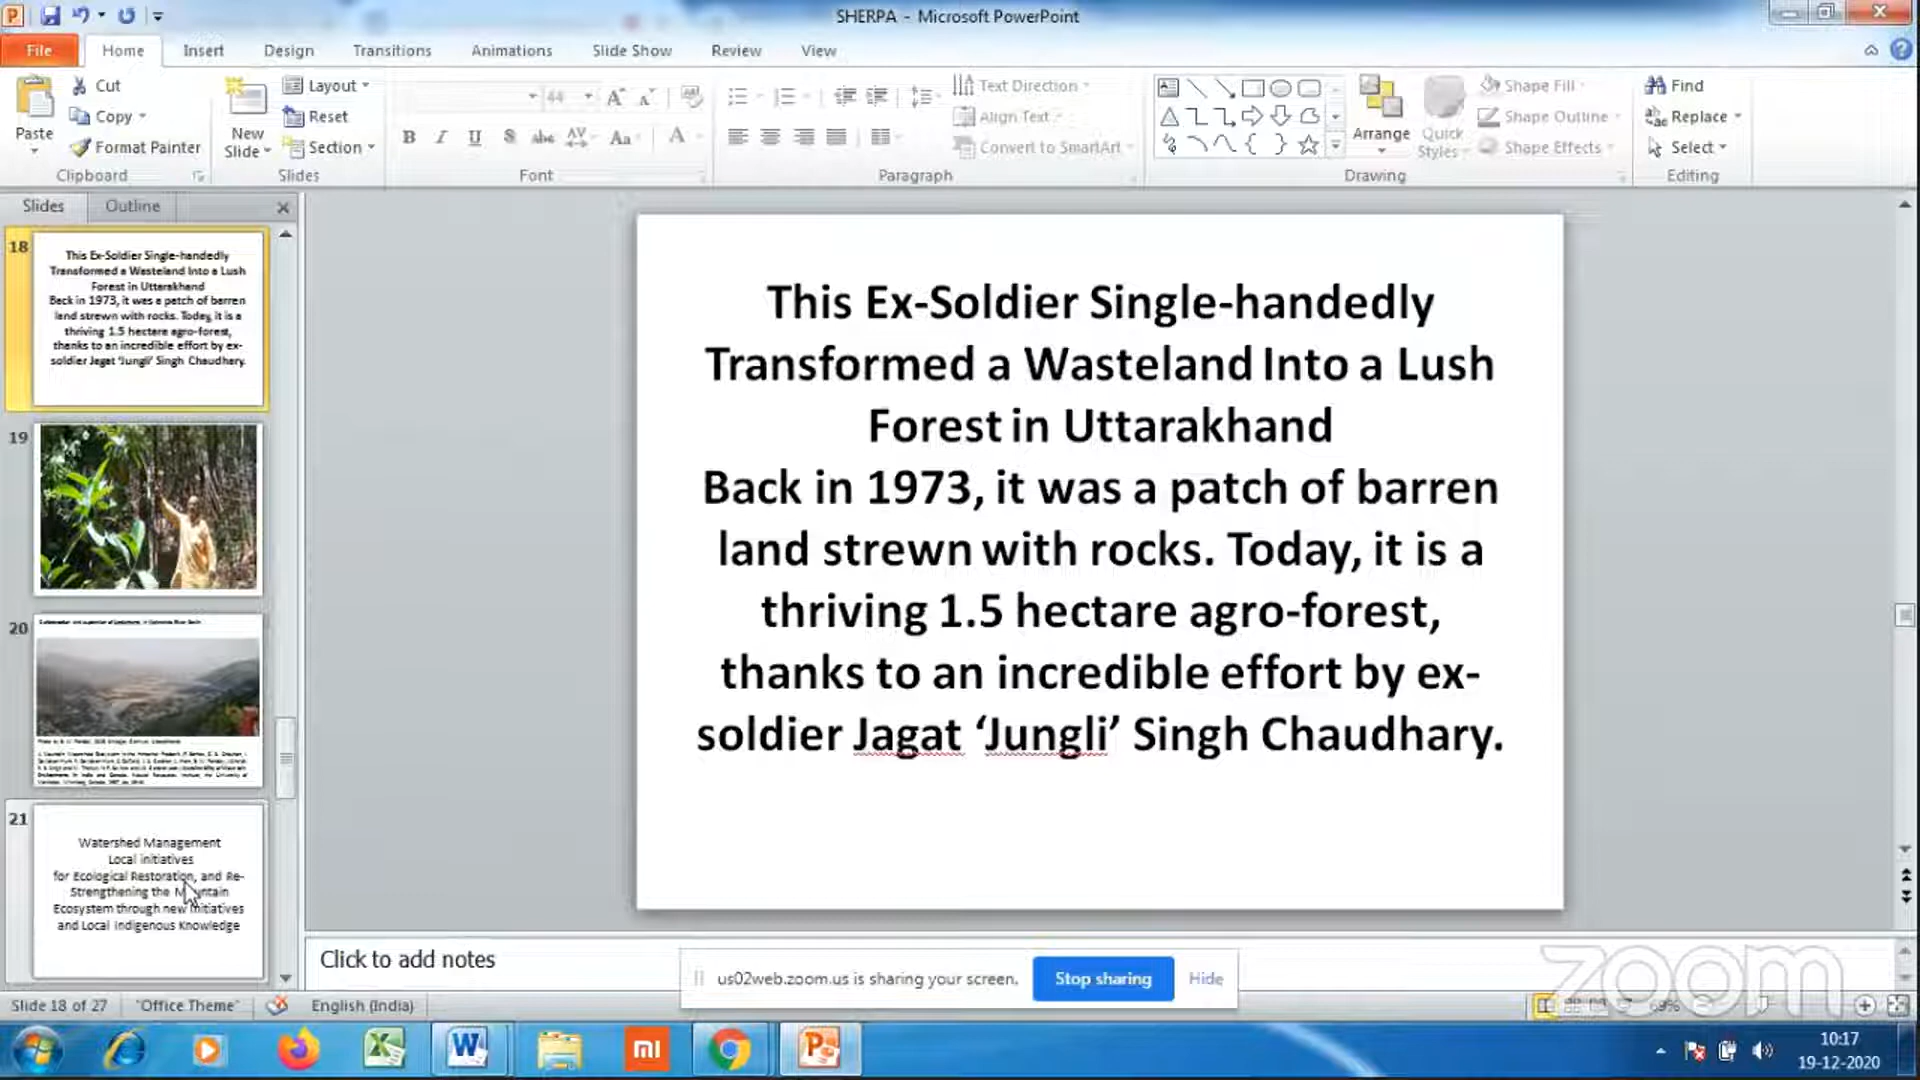 SHERPA - Microsoft PowerPoint
File Home Insert Design Transitions Animations Slide Show Review View
Paste
Cut
Copy
Format Painter
Clipboard
New Slide
Layout
Reset
Section
Slides
44
B I U S abc AV Aa A
Font
Text Direction
Align Text
Convert to SmartArt
Paragraph
Arrange
Quick Styles
Shape Fill
Shape Outline
Shape Effects
Drawing
Find
Replace
Select
Editing
Slides Outline
18
This Ex-Soldier Single-handedly
Transformed a Wasteland Into a Lush
Forest in Uttarakhand
Back in 1973, it was a patch of barren
land strewn with rocks. Today, it is a
thriving 1.5 hectare agro-forest,
thanks to an incredible effort by ex-
soldier Jagat 'Jungli' Singh Chaudhary.
19
20
21
Watershed Management
Local initiatives
for Ecological Restoration, and Re-
Strengthening the Mountain
Ecosystem through new Initiatives
and Local Indigenous Knowledge
This Ex-Soldier Single-handedly
Transformed a Wasteland Into a Lush
Forest in Uttarakhand
Back in 1973, it was a patch of barren
land strewn with rocks. Today, it is a
thriving 1.5 hectare agro-forest,
thanks to an incredible effort by ex-
soldier Jagat ‘Jungli’ Singh Chaudhary.
Click to add notes
us02web.zoom.us is sharing your screen. Stop sharing Hide
zoom
Slide 18 of 27 "Office Theme" English (India) 69%
10:17
19-12-2020